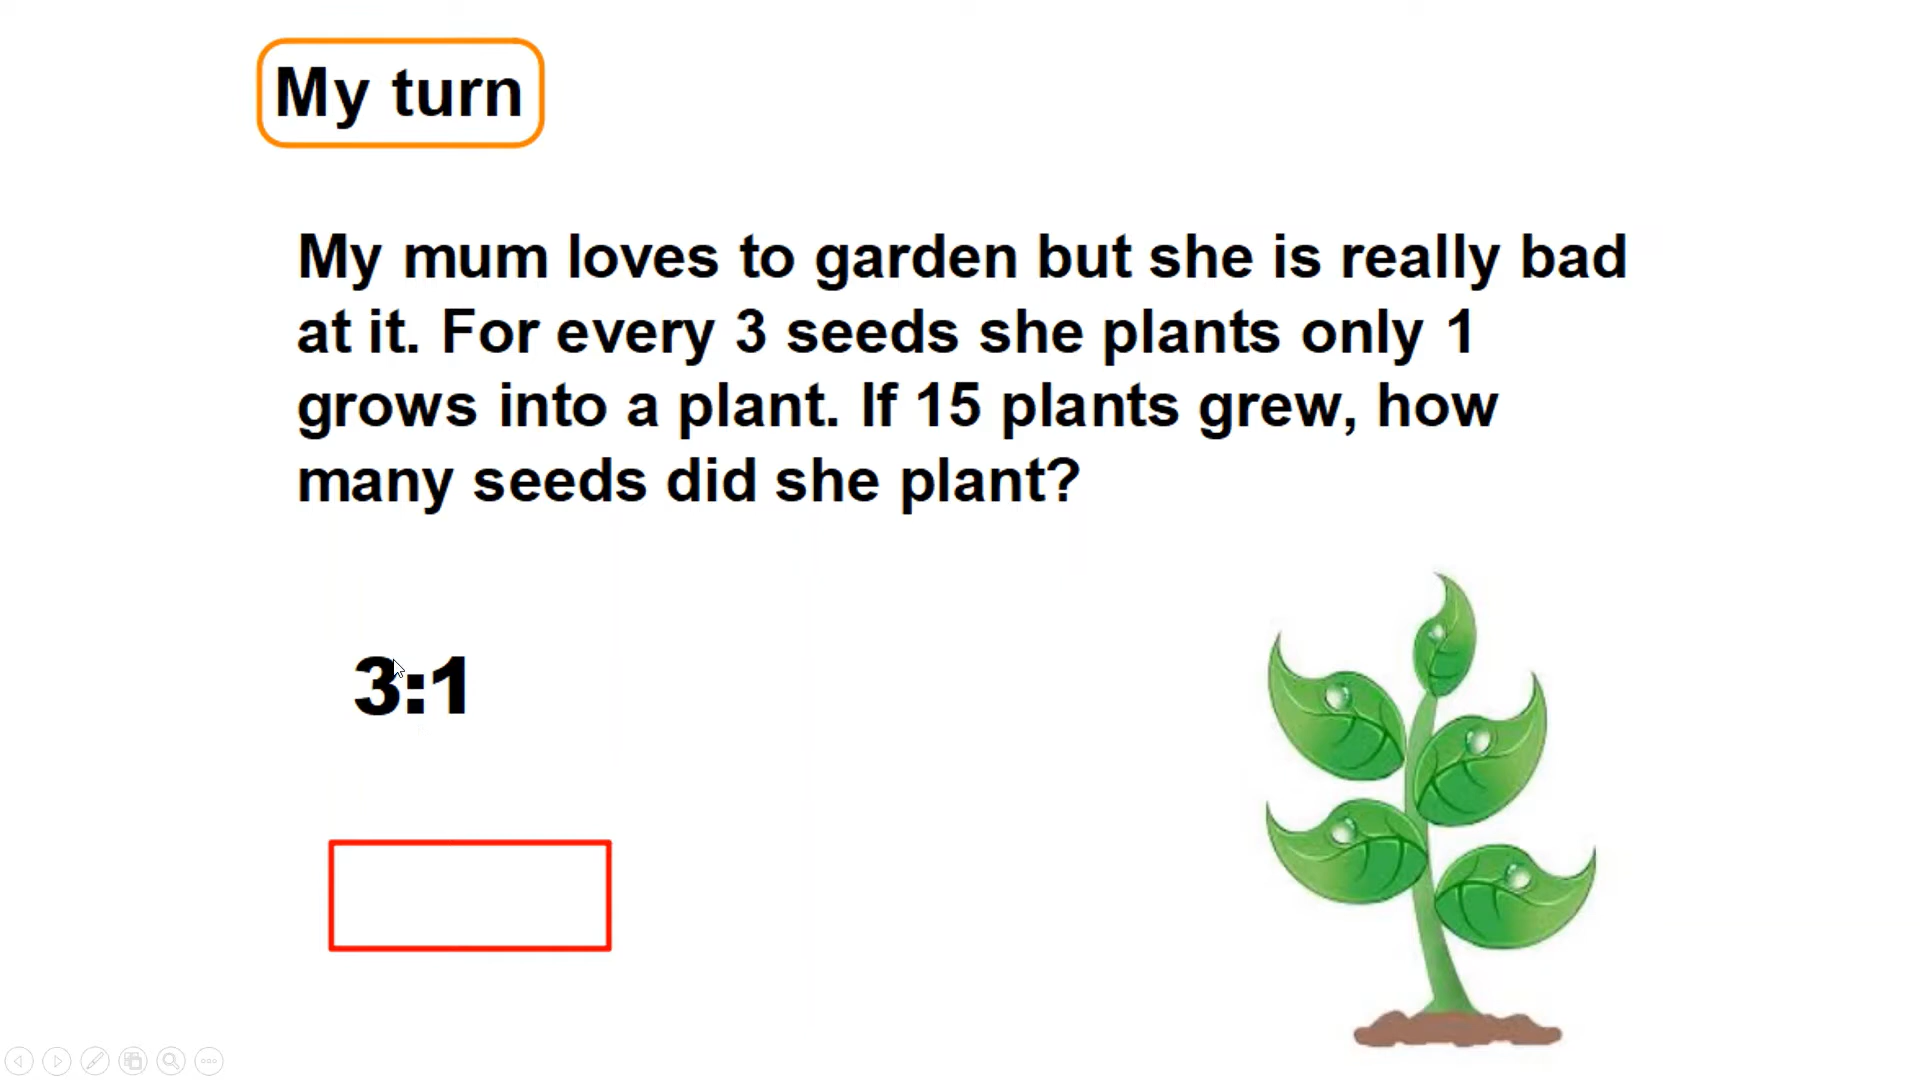 My turn
My mum loves to garden but she is really bad
at it. For every 3 seeds she plants only 1
grows into a plant. If 15 plants grew, how
many seeds did she plant?
3:1